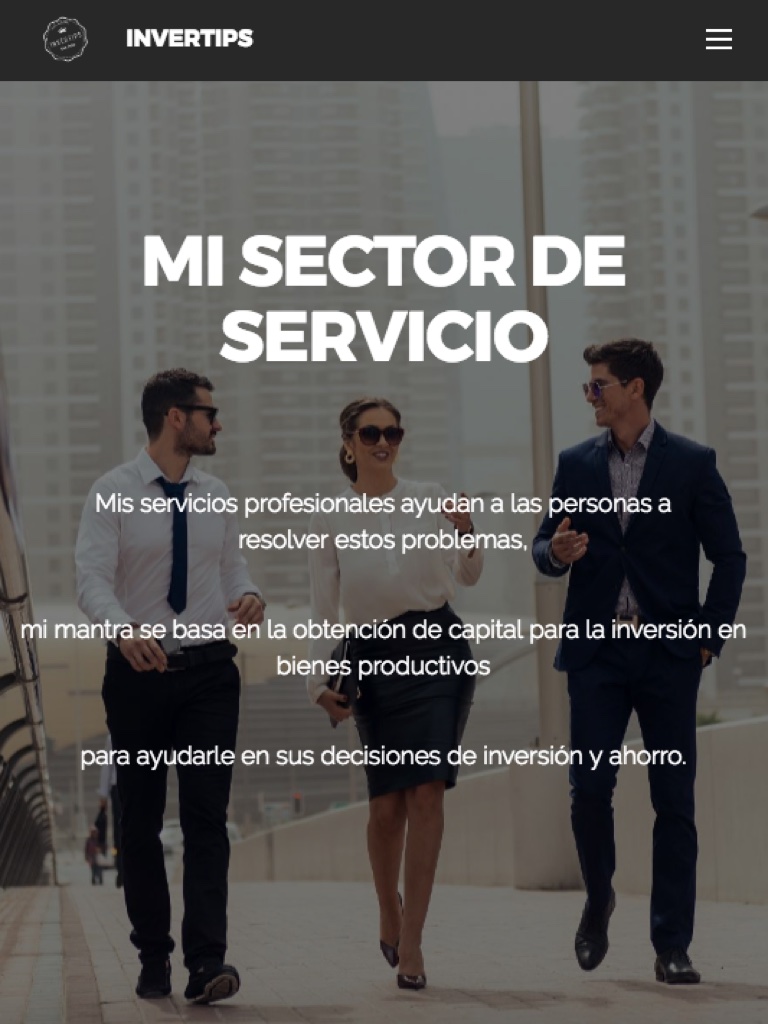 INVERTIPS
MI SECTOR DE
SERVICIO
Mis servicios profesionales ayudan a las personas a
resolver estos problemas,
mi mantra se basa en la obtención de capital para la inversión en
bienes productivos
para ayudarle en sus decisiones de inversión y ahorro.